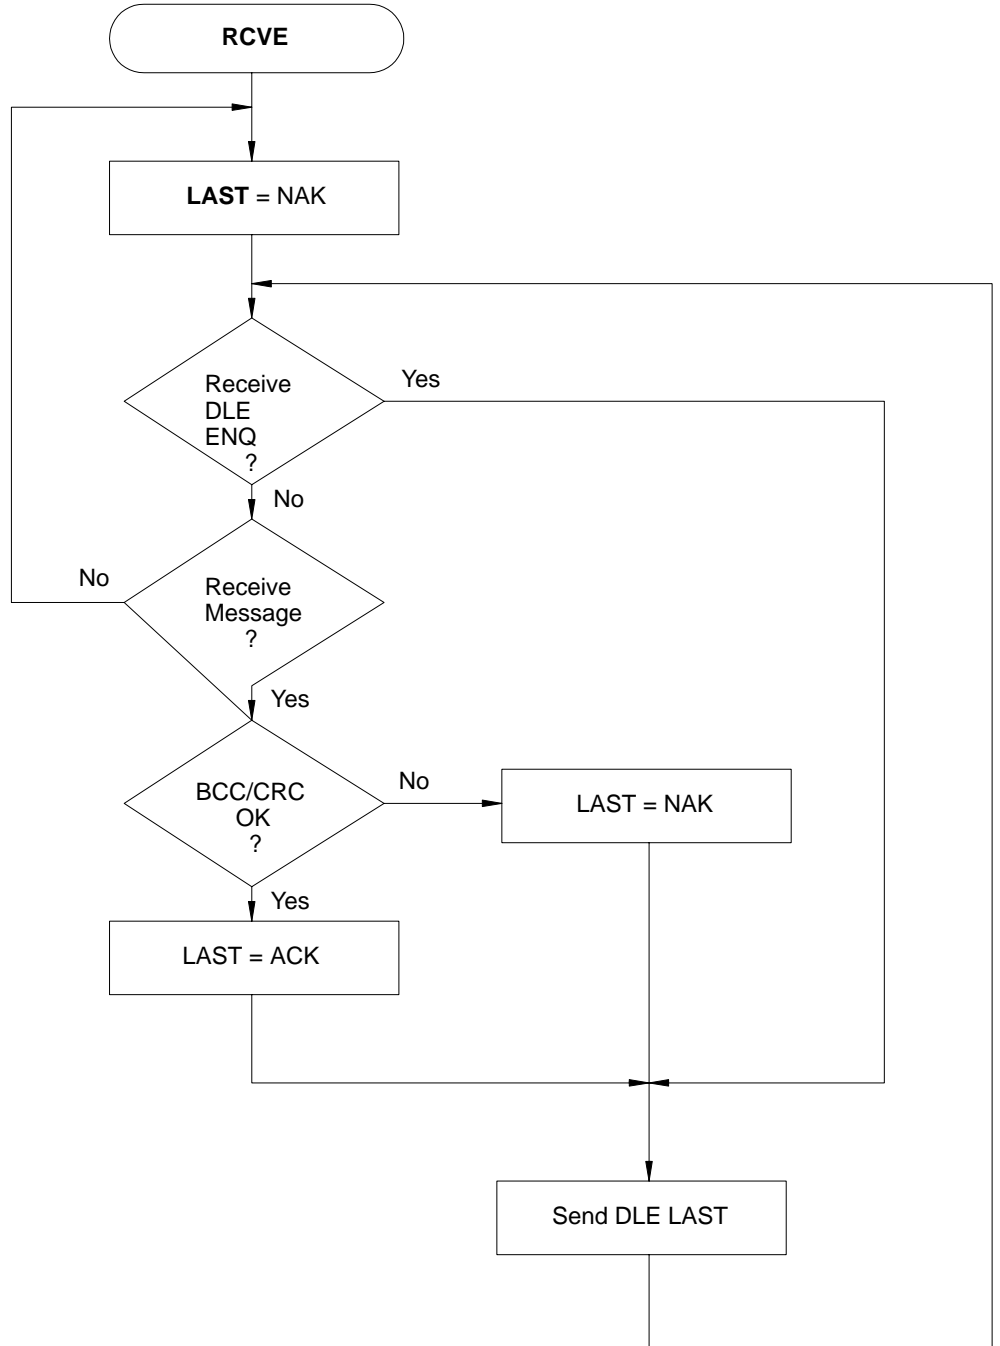 RCVE
LAST = NAK
Receive
DLE
ENQ
?
Yes
No
Receive
Message
?
No
Yes
BCC/CRC
OK
?
No
LAST = NAK
Yes
LAST = ACK
Send DLE LAST